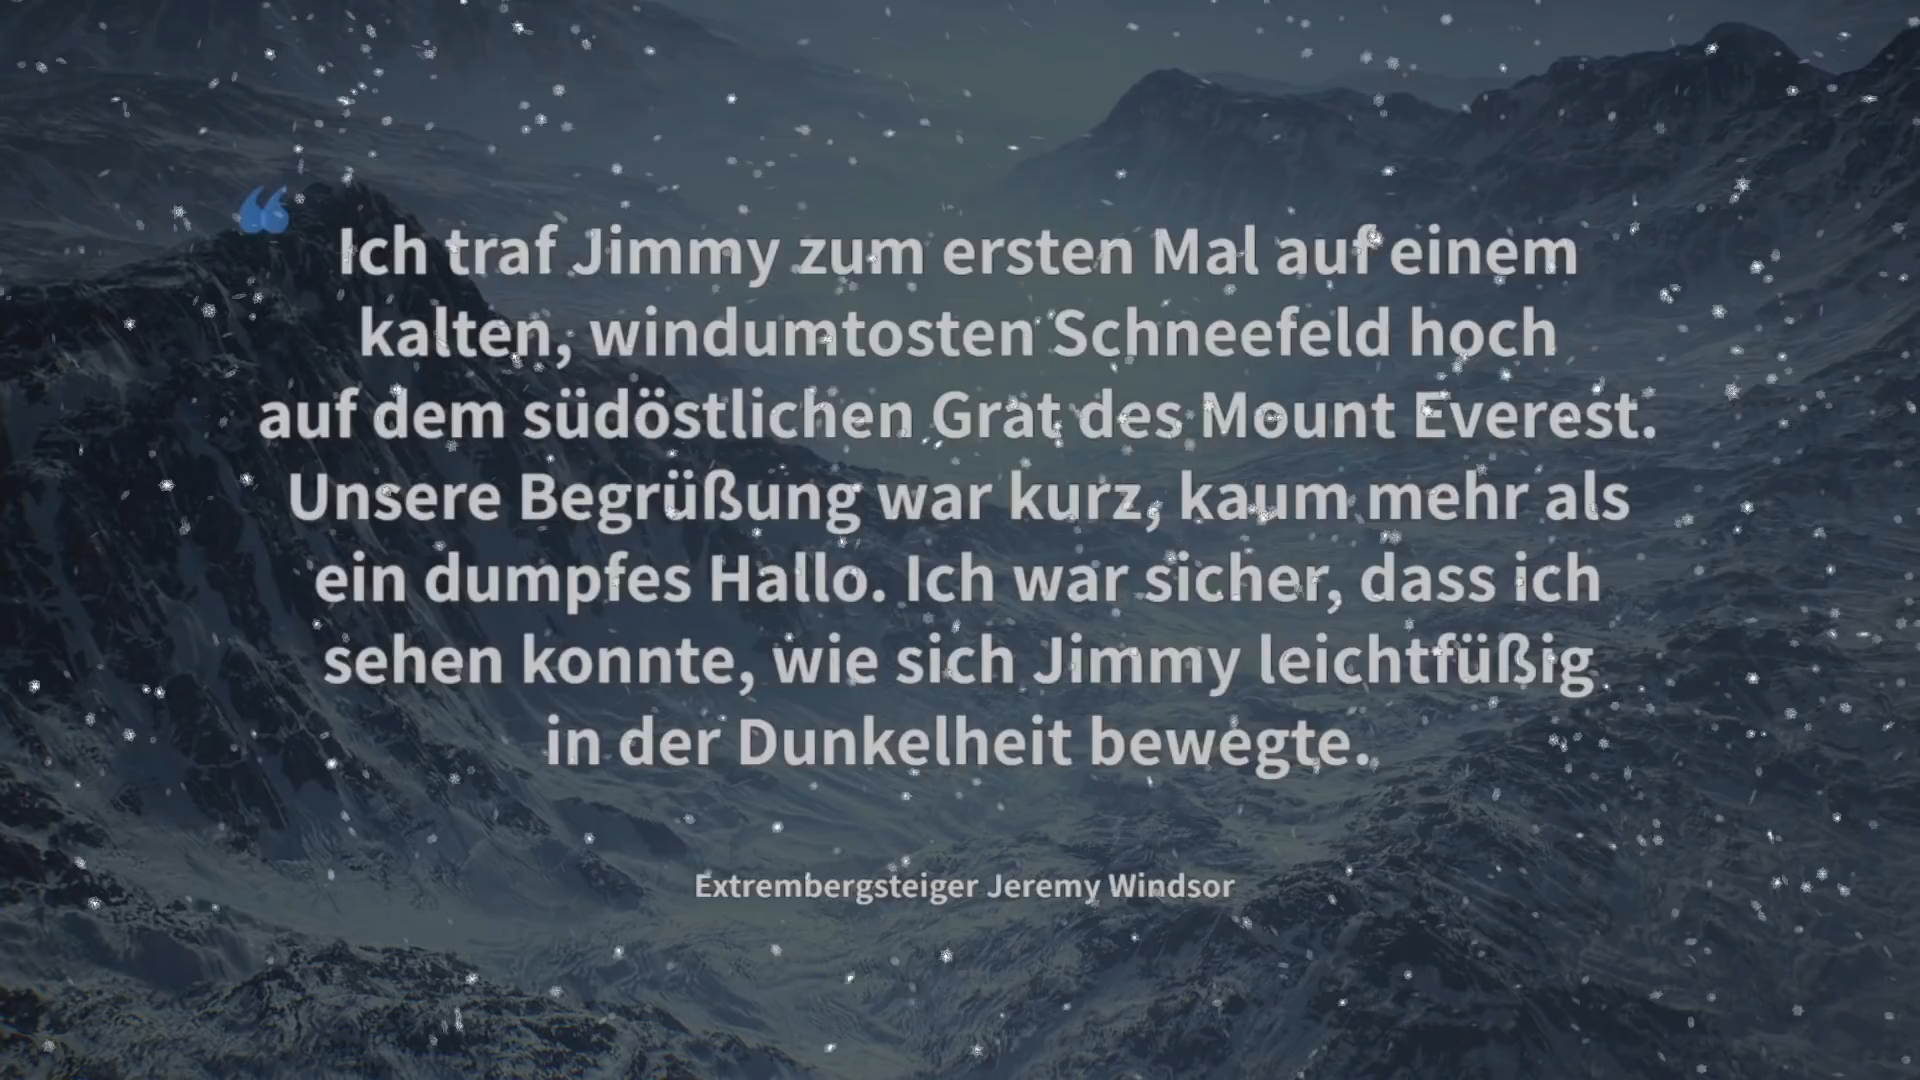 “
Ich traf Jimmy zum ersten Mal auf einem
kalten, windumtosten Schneefeld hoch
auf dem südöstlichen Grat des Mount Everest.
Unsere Begrüßung war kurz, kaum mehr als
ein dumpfes Hallo. Ich war sicher, dass ich
sehen konnte, wie sich Jimmy leichtfüßig
in der Dunkelheit bewegte.
Extrembergsteiger Jeremy Windsor